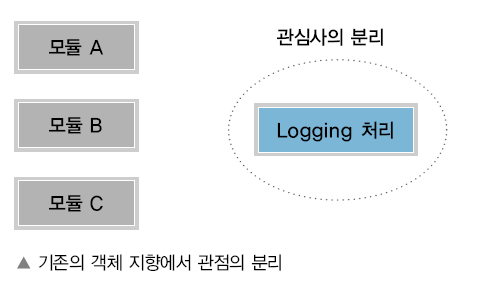 모듈 A
관심사의 분리
모듈 B
Logging 처리
모듈 C
▲ 기존의 객체 지향에서 관점의 분리